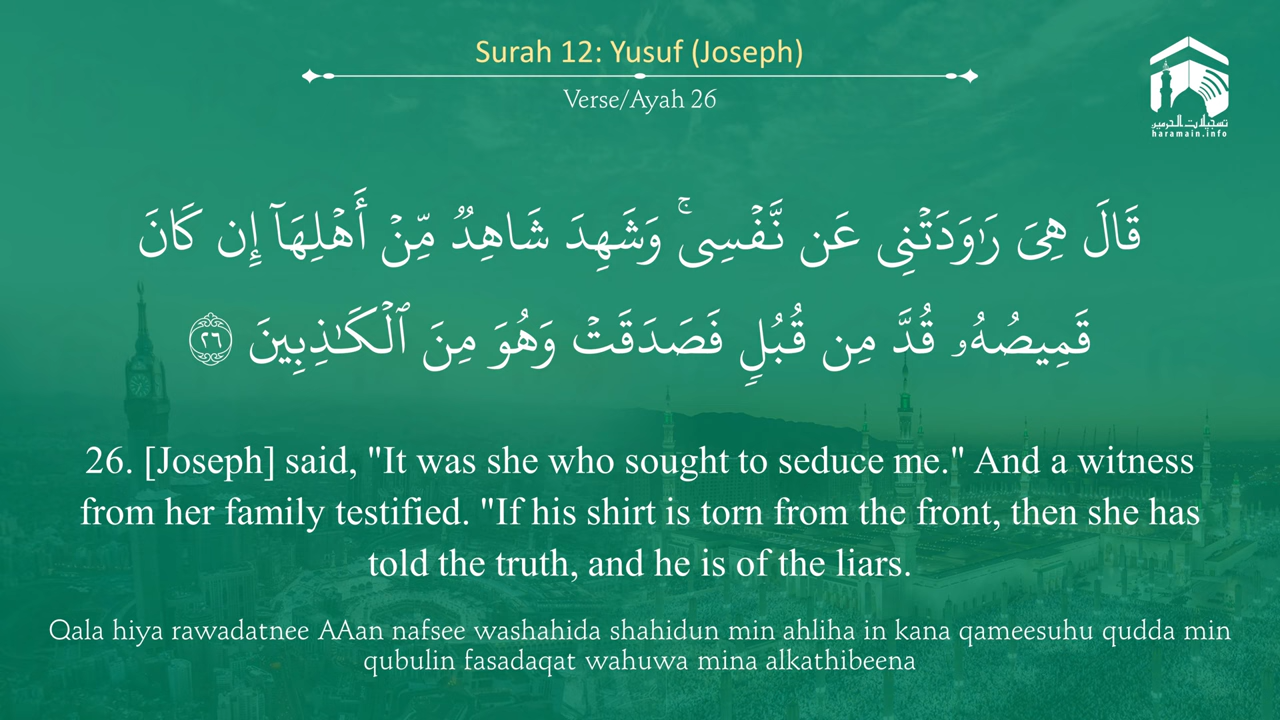 Surah 12: Yusuf (Joseph)
Verse/Ayah 26
تسجيلات الحرمين
haramain.info
قَالَ هِىَ رَٰوَدَتْنِى عَن نَّفْسِى ۚ وَشَهِدَ شَاهِدٌ مِّنْ أَهْلِهَآ إِن كَانَ
قَمِيصُهُۥ قُدَّ مِن قُبُلٍ فَصَدَقَتْ وَهُوَ مِنَ ٱلْكَـٰذِبِينَ ٢٦
26. [Joseph] said, "It was she who sought to seduce me." And a witness
from her family testified. "If his shirt is torn from the front, then she has
told the truth, and he is of the liars.
Qala hiya rawadatnee AAan nafsee washahida shahidun min ahliha in kana qameesuhu qudda min
qubulin fasadaqat wahuwa mina alkathibeena